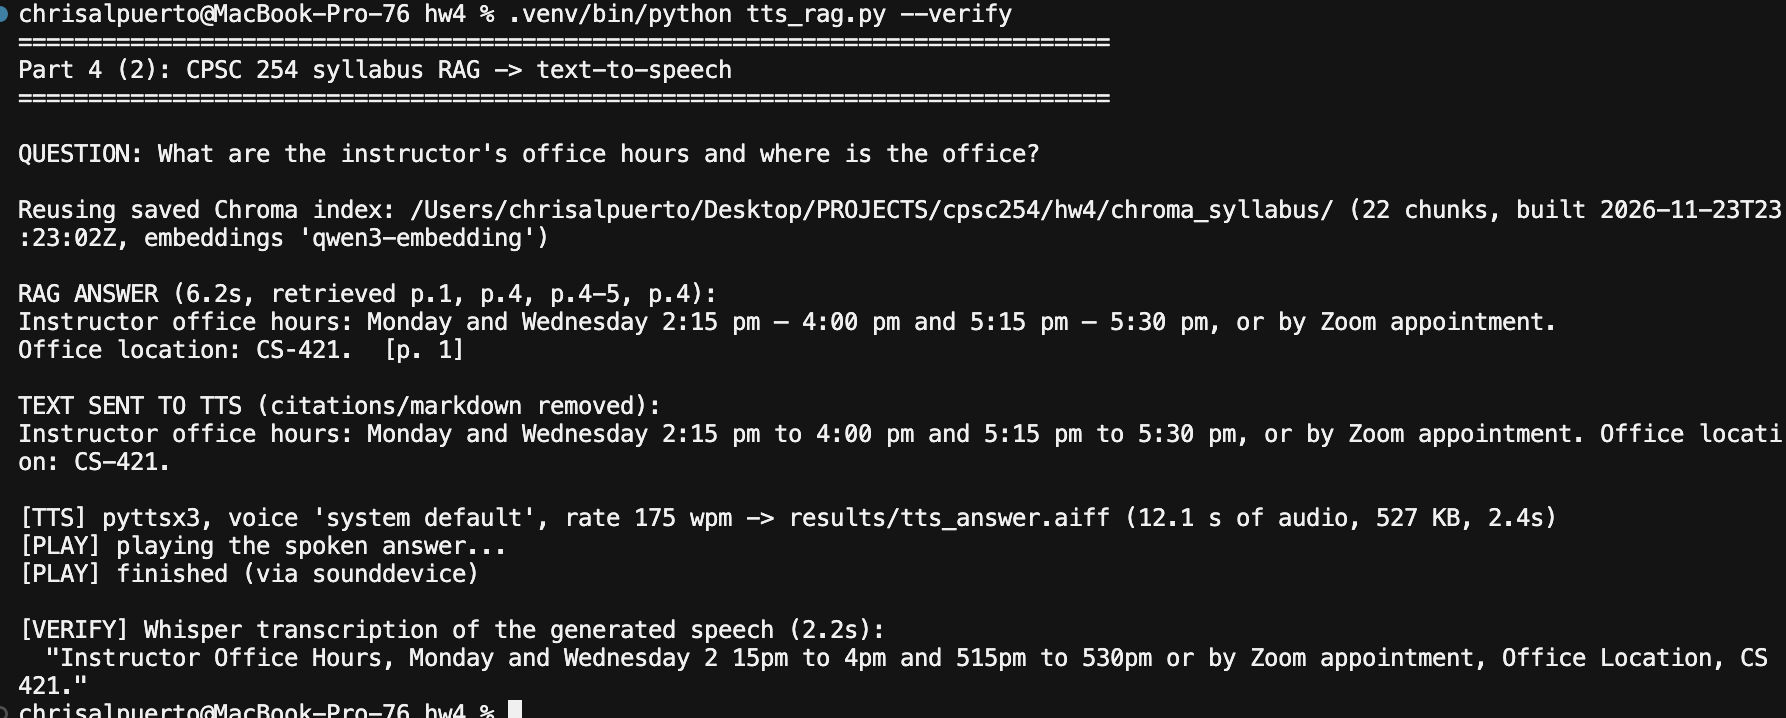 chrisalpuerto@MacBook-Pro-76 hw4 % .venv/bin/python tts_rag.py --verify
==============================================================================
Part 4 (2): CPSC 254 syllabus RAG -> text-to-speech
==============================================================================
QUESTION: What are the instructor's office hours and where is the office?
Reusing saved Chroma index: /Users/chrisalpuerto/Desktop/PROJECTS/cpsc254/hw4/chroma_syllabus/ (22 chunks, built 2026-11-23T23
:23:02Z, embeddings 'qwen3-embedding')
RAG ANSWER (6.2s, retrieved p.1, p.4, p.4-5, p.4):
Instructor office hours: Monday and Wednesday 2:15 pm – 4:00 pm and 5:15 pm – 5:30 pm, or by Zoom appointment.
Office location: CS-421.  [p. 1]
TEXT SENT TO TTS (citations/markdown removed):
Instructor office hours: Monday and Wednesday 2:15 pm to 4:00 pm and 5:15 pm to 5:30 pm, or by Zoom appointment. Office locati
on: CS-421.
[TTS] pyttsx3, voice 'system default', rate 175 wpm -> results/tts_answer.aiff (12.1 s of audio, 527 KB, 2.4s)
[PLAY] playing the spoken answer...
[PLAY] finished (via sounddevice)
[VERIFY] Whisper transcription of the generated speech (2.2s):
  "Instructor Office Hours, Monday and Wednesday 2 15pm to 4pm and 515pm to 530pm or by Zoom appointment, Office Location, CS
421."
chrisalpuerto@MacBook-Pro-76 hw4 %